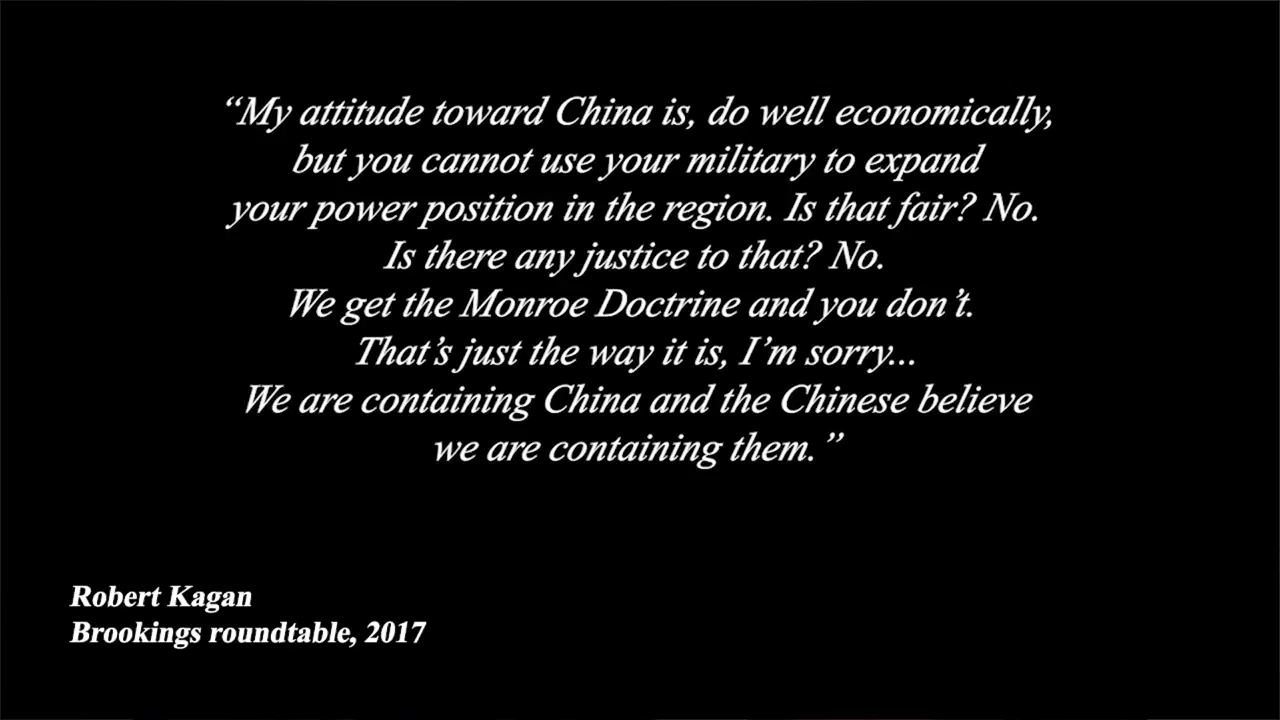 “My attitude toward China is, do well economically,
but you cannot use your military to expand
your power position in the region. Is that fair? No.
Is there any justice to that? No.
We get the Monroe Doctrine and you don’t.
That’s just the way it is, I’m sorry...
We are containing China and the Chinese believe
we are containing them.”
Robert Kagan
Brookings roundtable, 2017